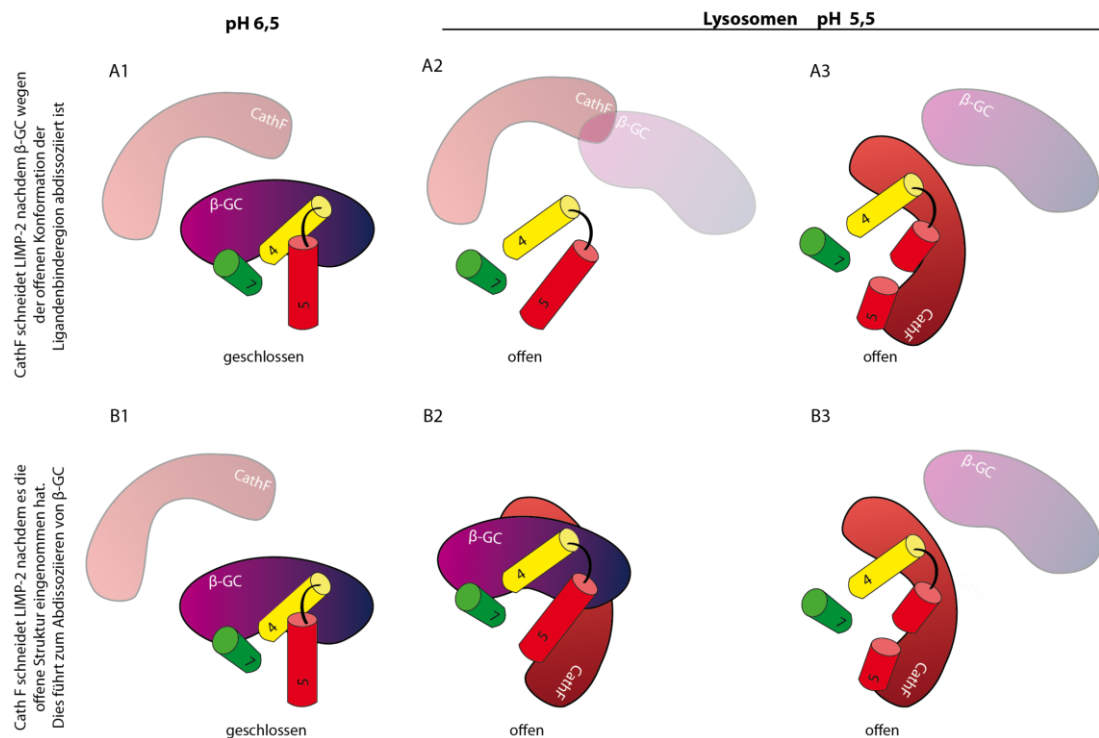 pH 6,5
Lysosomen pH 5,5
CathF schneidet LIMP-2 nachdem β-GC wegen
der offenen Konformation der
Ligandenbinderegion abdissoziiert ist
A1
CathF
β-GC
4
7
5
geschlossen
A2
CathF
β-GC
4
7
5
offen
A3
β-GC
4
7
5
CathF
offen
Cath F schneidet LIMP-2 nachdem es die
offene Struktur eingenommen hat.
Dies führt zum Abdissoziieren von β-GC
B1
CathF
β-GC
4
7
5
geschlossen
B2
β-GC
4
7
5
CathF
offen
B3
β-GC
4
7
5
CathF
offen